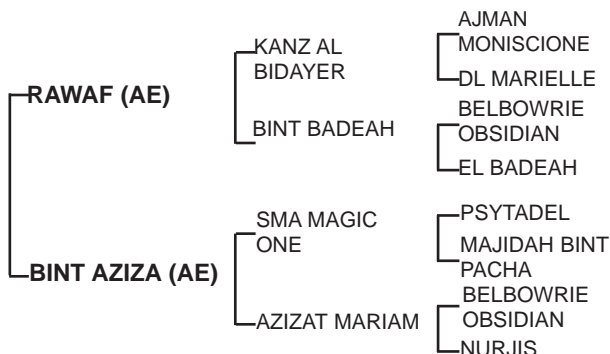 RAWAF (AE)
KANZ AL
BIDAYER
AJMAN
MONISCIONE
DL MARIELLE
BINT BADEAH
BELBOWRIE
OBSIDIAN
EL BADEAH
BINT AZIZA (AE)
SMA MAGIC
ONE
PSYTADEL
MAJIDAH BINT
PACHA
AZIZAT MARIAM
BELBOWRIE
OBSIDIAN
NURJIS